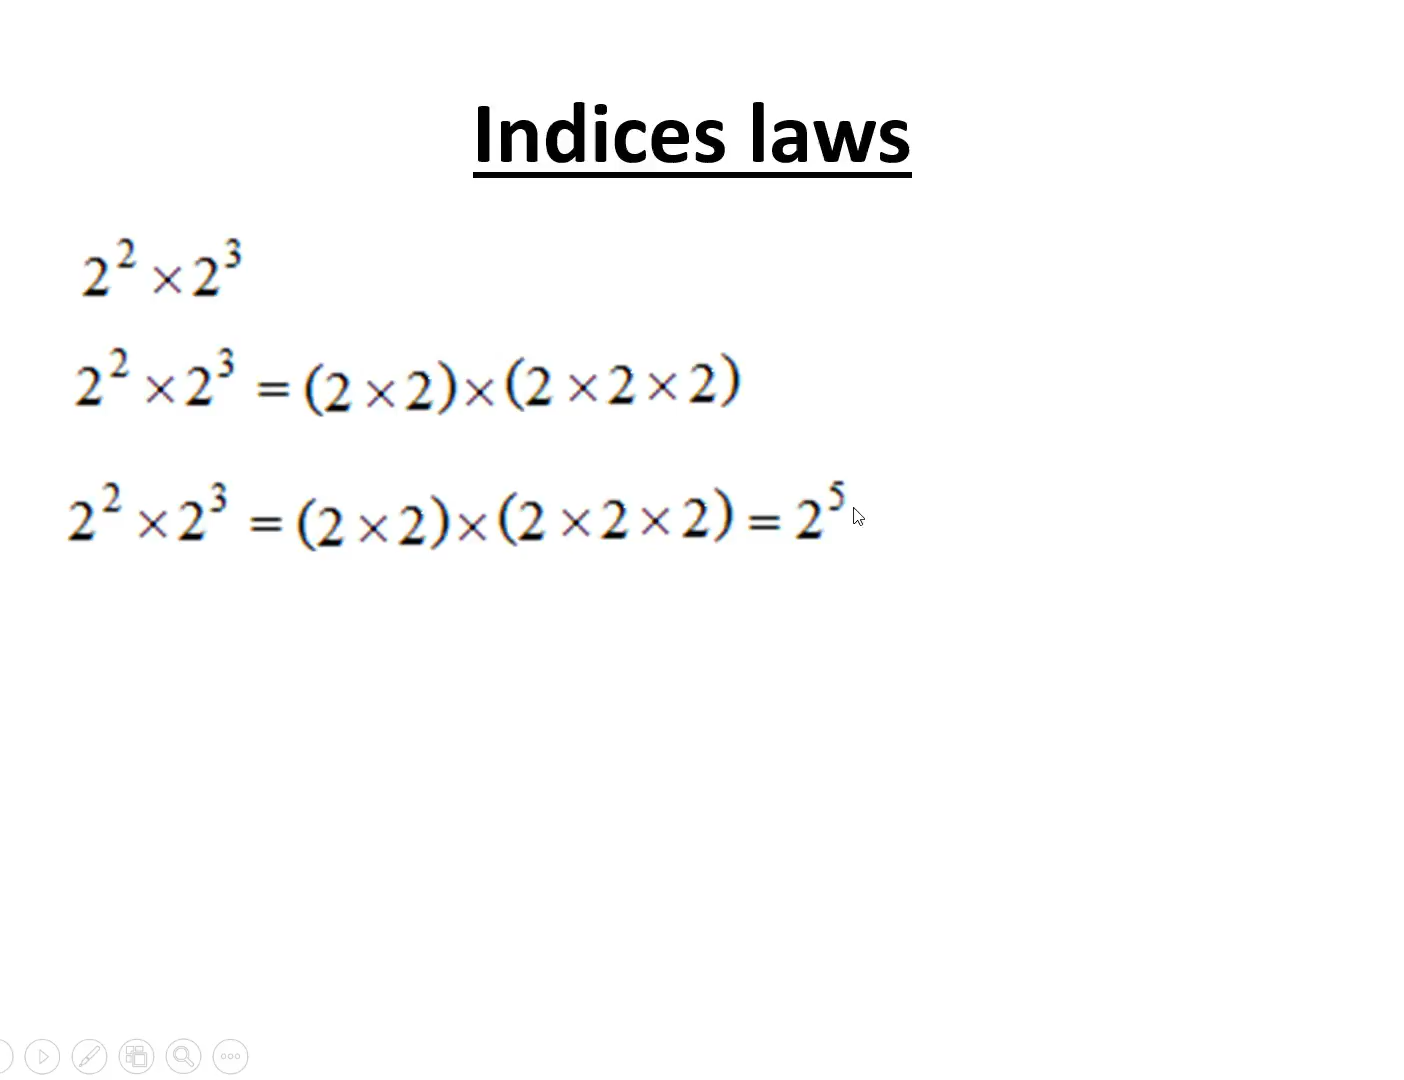 Indices laws
2² × 2³
2² × 2³ = (2 × 2) × (2 × 2 × 2)
2² × 2³ = (2 × 2) × (2 × 2 × 2) = 2⁵